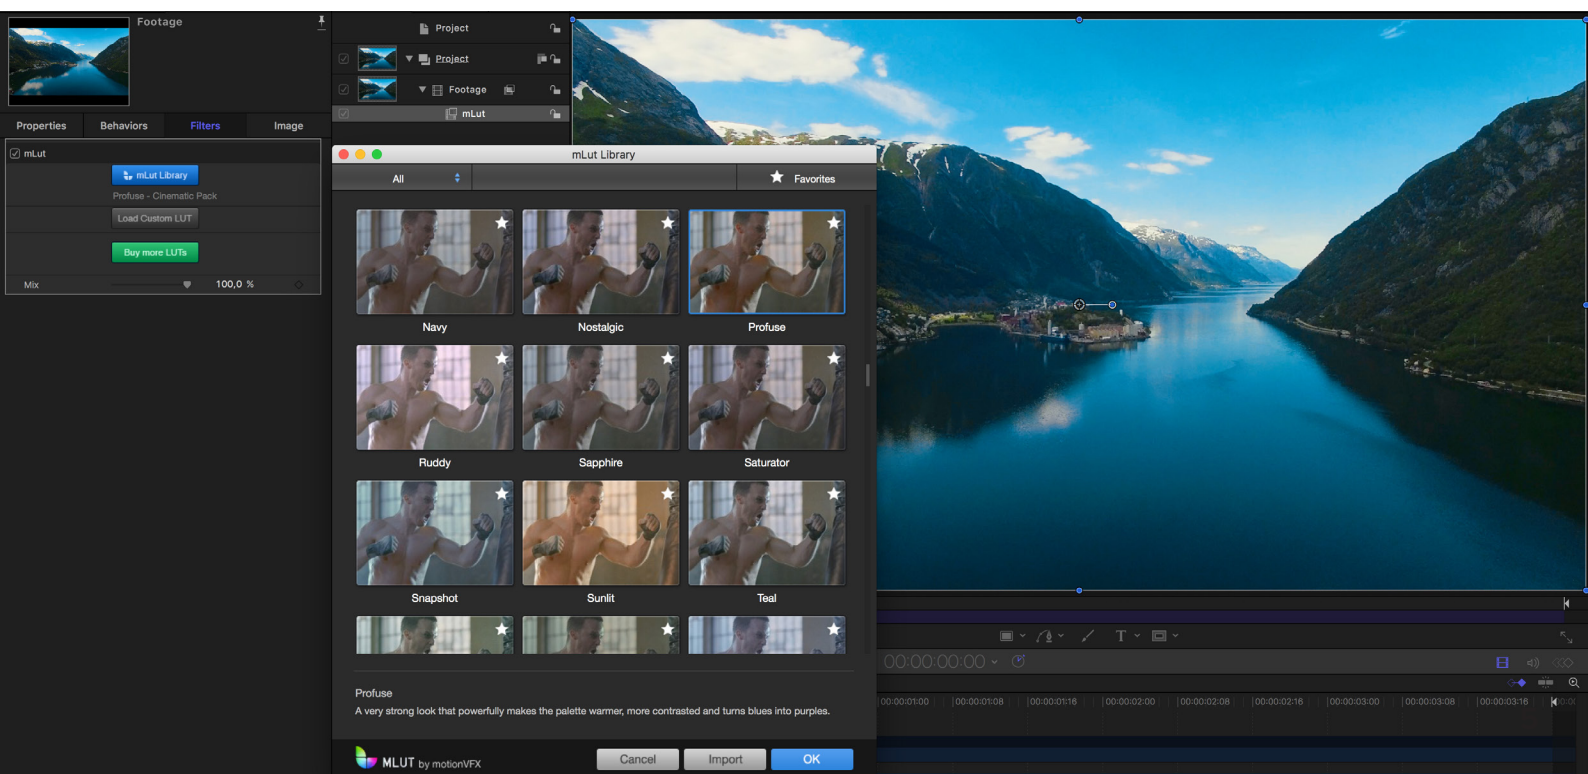 Footage
Properties
Behaviors
Filters
Image
mLut
mLut Library
Profuse - Cinematic Pack
Load Custom LUT
Buy more LUTs
Mix
100,0 %
Project
Project
Footage
mLut
mLut Library
All
Favorites
Navy
Nostalgic
Profuse
Ruddy
Sapphire
Saturator
Snapshot
Sunlit
Teal
Profuse
A very strong look that powerfully makes the palette warmer, more contrasted and turns blues into purples.
MLUT by motionVFX
Cancel
Import
OK
T
00:00:00:00
00:00:01:00
00:00:01:08
00:00:01:16
00:00:02:00
00:00:02:08
00:00:02:16
00:00:03:00
00:00:03:08
00:00:03:16